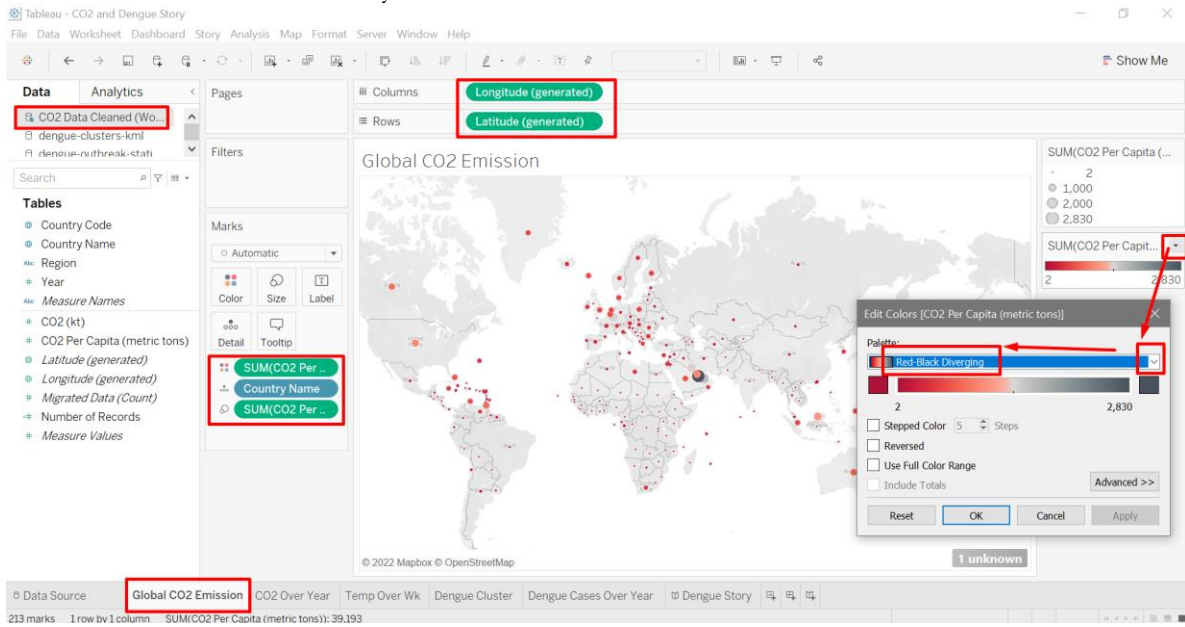 Tableau - CO2 and Dengue Story
File Data Worksheet Dashboard Story Analysis Map Format Server Window Help
Show Me
Data Analytics
CO2 Data Cleaned (Wo...
dengue-clusters-kml
dengue-outbreak-stati
Search
Tables
Country Code
Country Name
Abc Region
# Year
Abc Measure Names
# CO2 (kt)
# CO2 Per Capita (metric tons)
Latitude (generated)
Longitude (generated)
# Migrated Data (Count)
=# Number of Records
# Measure Values
Pages
Filters
Marks
Automatic
Color Size Label
Detail Tooltip
SUM(CO2 Per ..
Country Name
SUM(CO2 Per ..
Columns Longitude (generated)
Rows Latitude (generated)
Global CO2 Emission
© 2022 Mapbox © OpenStreetMap
1 unknown
SUM(CO2 Per Capita (...
2
1,000
2,000
2,830
SUM(CO2 Per Capit...
2 2,830
Edit Colors [CO2 Per Capita (metric tons)]
Palette:
Red-Black Diverging
2 2,830
Stepped Color 5 Steps
Reversed
Use Full Color Range
Include Totals
Advanced >>
Reset OK Cancel Apply
Data Source Global CO2 Emission CO2 Over Year Temp Over Wk Dengue Cluster Dengue Cases Over Year Dengue Story
213 marks 1 row by 1 column SUM(CO2 Per Capita (metric tons)): 39,193